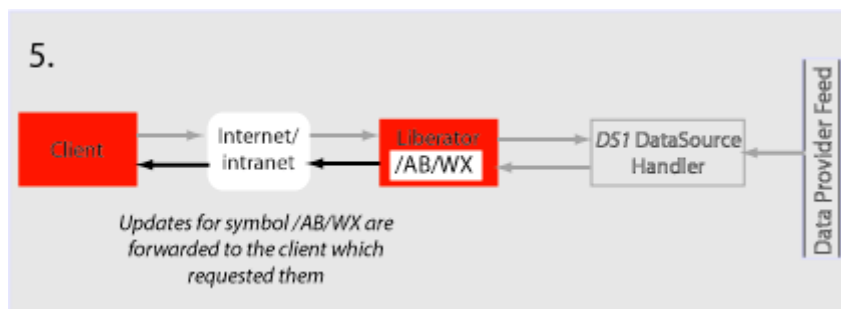 5.
Client
Internet/
intranet
Liberator
/AB/WX
DS1 DataSource
Handler
Data Provider Feed
Updates for symbol /AB/WX are
forwarded to the client which
requested them